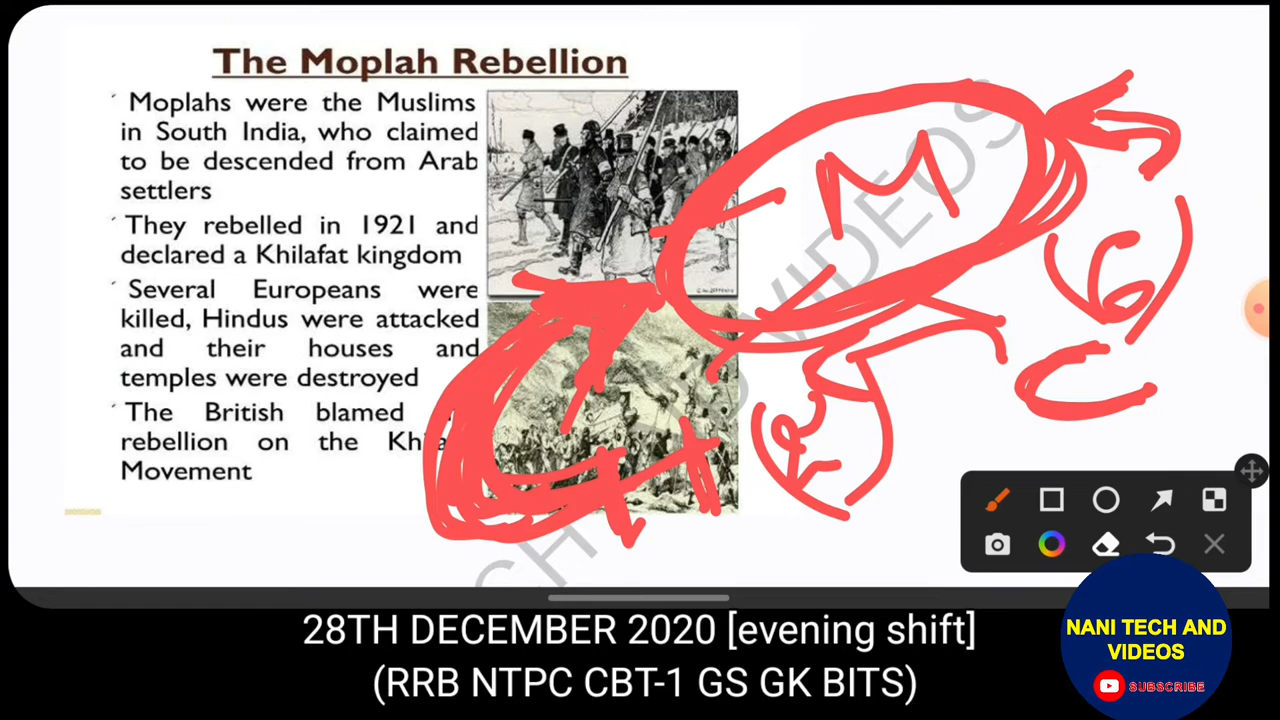 The Moplah Rebellion
Moplahs were the Muslims
in South India, who claimed
to be descended from Arab
settlers
They rebelled in 1921 and
declared a Khilafat kingdom
Several Europeans were
killed, Hindus were attacked
and their houses and
temples were destroyed
The British blamed
rebellion on the
Movement
M
VIDEOS
28TH DECEMBER 2020 [evening shift]
(RRB NTPC CBT-1 GS GK BITS)
NANI TECH AND
VIDEOS
SUBSCRIBE